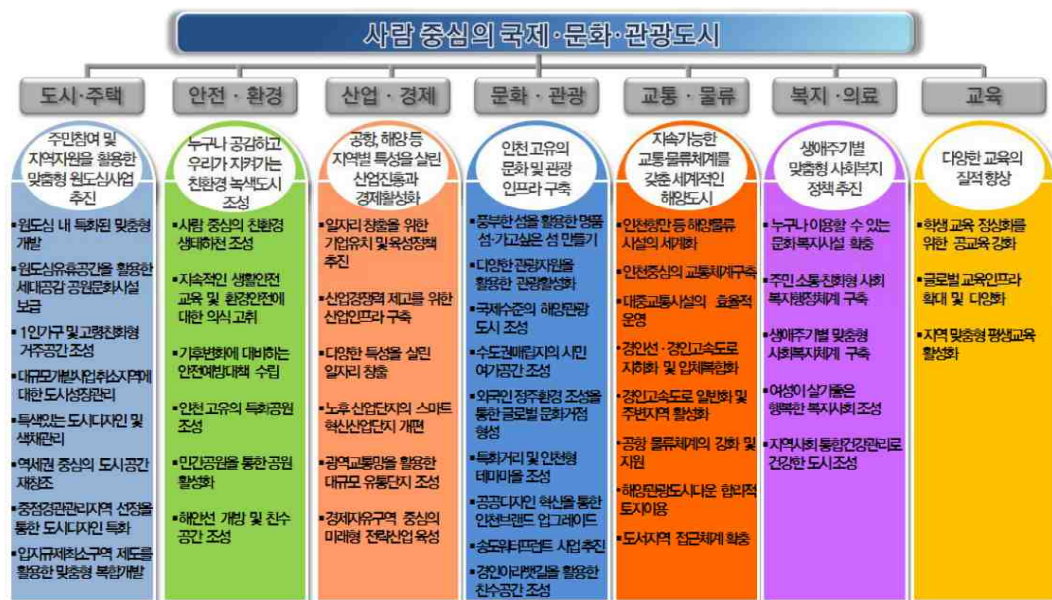 사람 중심의 국제·문화·관광도시
도시·주택
주민참여 및
지역자원을 활용한
맞춤형 원도심사업
추진
▪원도심 내 특화된 맞춤형
개발
▪원도심유휴공간을 활용한
세대공감 공원문화시설
보급
▪1인가구 및 고령친화형
거주공간 조성
▪대규모개발사업취소지역에
대한 도시성장관리
▪특색있는 도시디자인 및
색채관리
▪역세권 중심의 도시공간
재창조
▪중점경관관리지역 선정을
통한 도시디자인 특화
▪입지규제최소구역 제도를
활용한 맞춤형 복합개발
안전·환경
누구나 공감하고
우리가 지켜가는
친환경 녹색도시
조성
▪사람 중심의 친환경
생태하천 조성
▪지속적인 생활안전
교육 및 환경안전에
대한 의식 고취
▪기후변화에 대비하는
안전예방대책 수립
▪인천 고유의 특화공원
조성
▪민간공원을 통한 공원
활성화
▪해안선 개방 및 친수
공간 조성
산업·경제
공항, 해양 등
지역별 특성을 살린
산업진흥과
경제활성화
▪일자리 창출을 위한
기업유치 및 육성정책
추진
▪산업경쟁력 제고를 위한
산업인프라 구축
▪다양한 특성을 살린
일자리 창출
▪노후 산업단지의 스마트
혁신산업단지 개편
▪광역교통망을 활용한
대규모 유통단지 조성
▪경제자유구역 중심의
미래형 전략산업 육성
문화·관광
인천 고유의
문화 및 관광
인프라 구축
▪풍부한 섬을 활용한 명품
섬·가고싶은 섬 만들기
▪다양한 관광자원을
활용한 관광활성화
▪국제수준의 해양관광
도시 조성
▪수도권매립지의 시민
여가공간 조성
▪외국인 정주환경 조성을
통한 글로벌 문화거점
형성
▪특화거리 및 인천형
테마마을 조성
▪공공디자인 혁신을 통한
인천브랜드 업그레이드
▪송도워터프런트 사업 추진
▪경인아라뱃길을 활용한
친수공간 조성
교통·물류
지속가능한
교통·물류체계를
갖춘 세계적인
해양도시
▪인천항만 등 해양물류
시설의 세계화
▪인천중심의 교통체계구축
▪대중교통시설의 효율적
운영
▪경인선·경인고속도로
지하화 및 입체복합화
▪경인고속도로 일반화 및
주변지역 활성화
▪공항 물류체계의 강화 및
지원
▪해양관광도시다운 합리적
토지이용
▪도서지역 접근체계 확충
복지·의료
생애주기별
맞춤형 사회복지
정책 추진
▪누구나 이용할 수 있는
문화·복지시설 확충
▪주민 소통·친화형 사회
복지행정체계 구축
▪생애주기별 맞춤형
사회복지체계 구축
▪여성이 살기좋은
행복한 복지사회 조성
▪지역사회 통합건강관리로
건강한 도시조성
교육
다양한 교육의
질적 향상
▪학생 교육 정상화를
위한 공교육 강화
▪글로벌 교육인프라
확대 및 다양화
▪지역 맞춤형 평생교육
활성화